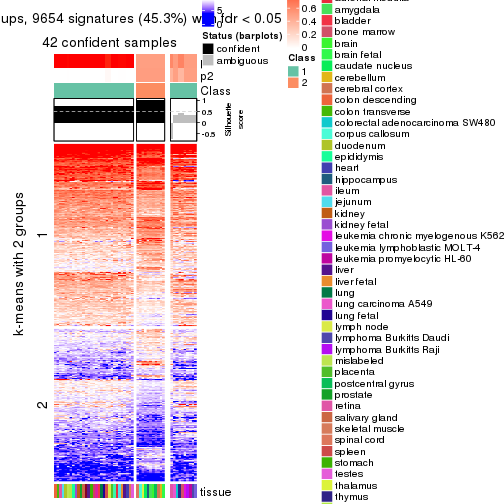 ups, 9654 signatures (45.3%) with fdr < 0.05
42 confident samples
p2
Class
1
0.5
0
-0.5
Silhouette
score
k-means with 2 groups
1
2
tissue
0
Status (barplots)
confident
ambiguous
0.6
0.4
0.2
0
Class
1
2
amygdala
bladder
bone marrow
brain
brain fetal
caudate nucleus
cerebellum
cerebral cortex
colon descending
colon transverse
colorectal adenocarcinoma SW480
corpus callosum
duodenum
epididymis
heart
hippocampus
ileum
jejunum
kidney
kidney fetal
leukemia chronic myelogenous K562
leukemia lymphoblastic MOLT-4
leukemia promyelocytic HL-60
liver
liver fetal
lung
lung carcinoma A549
lung fetal
lymph node
lymphoma Burkitts Daudi
lymphoma Burkitts Raji
mislabeled
placenta
postcentral gyrus
prostate
retina
salivary gland
skeletal muscle
spinal cord
spleen
stomach
testes
thalamus
thymus